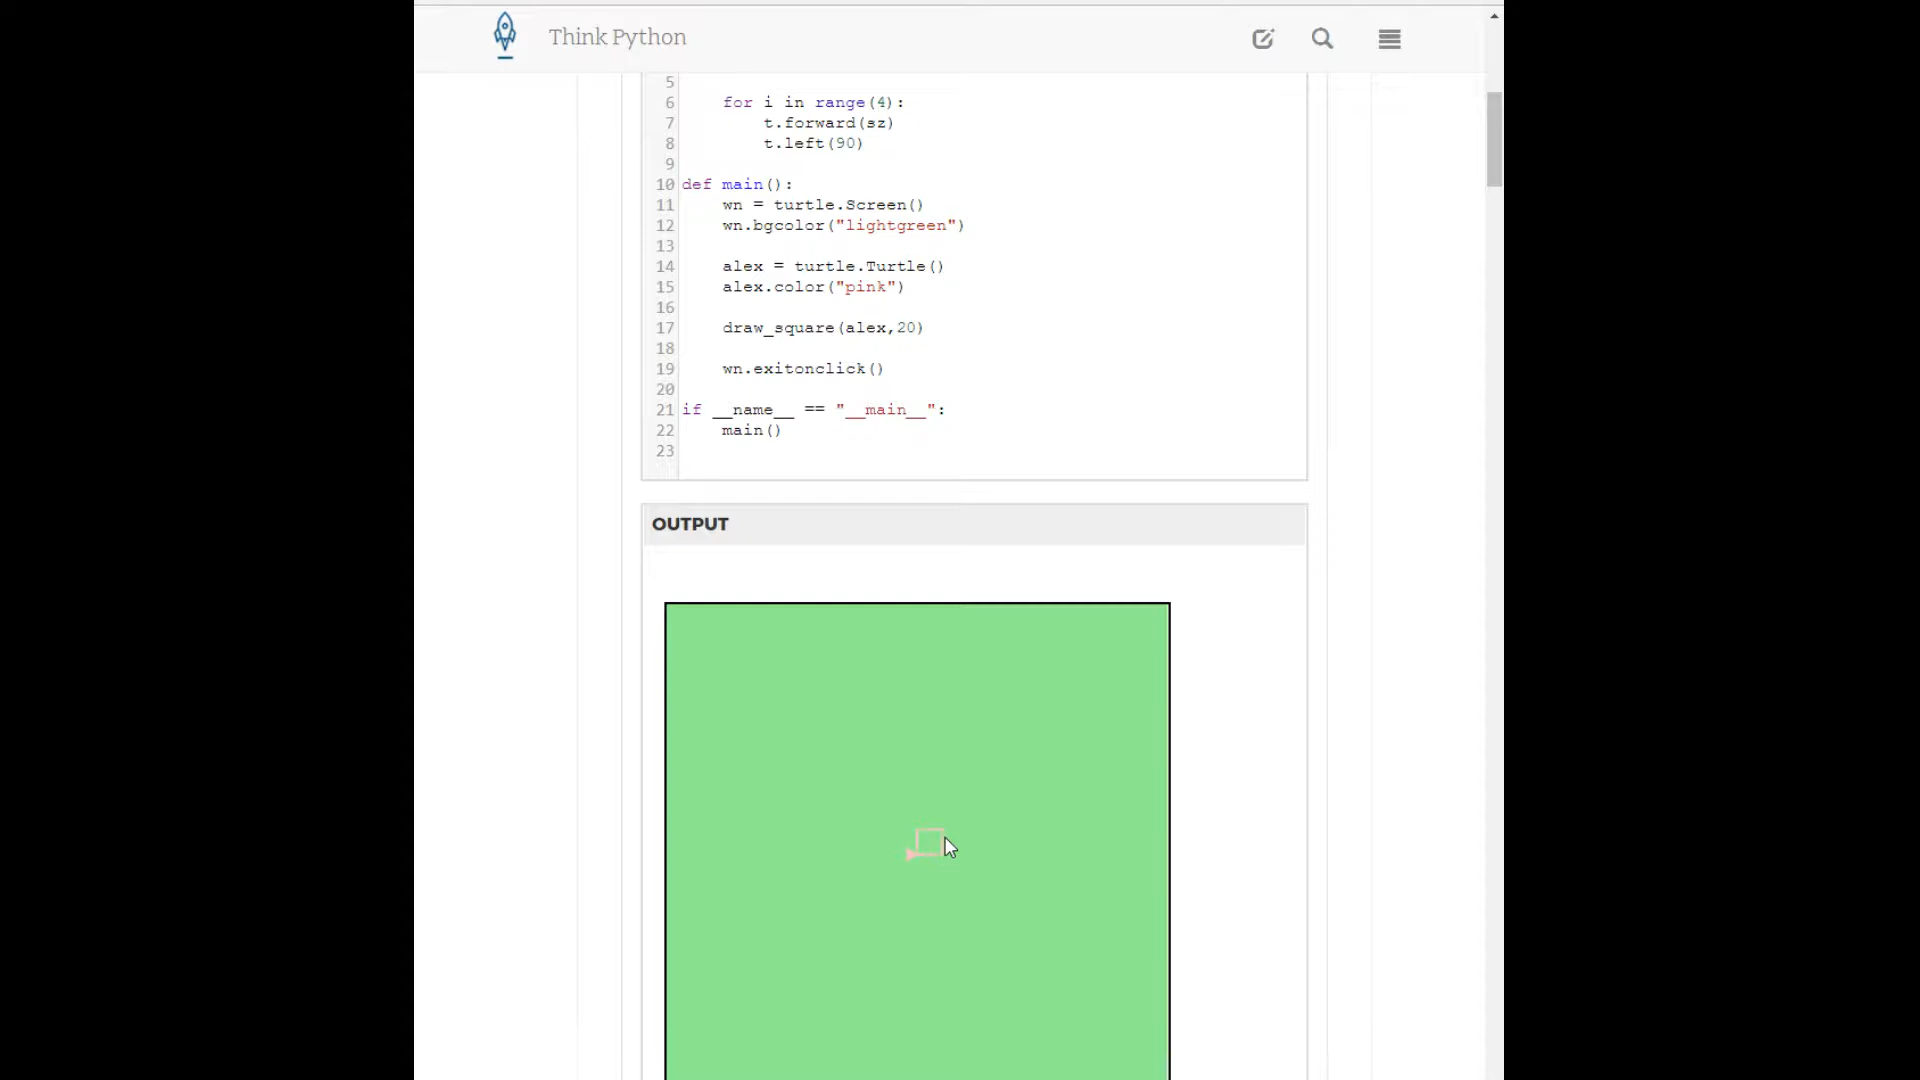 Think Python
5
6 for i in range(4):
7 t.forward(sz)
8 t.left(90)
9
10 def main():
11 wn = turtle.Screen()
12 wn.bgcolor("lightgreen")
13
14 alex = turtle.Turtle()
15 alex.color("pink")
16
17 draw_square(alex,20)
18
19 wn.exitonclick()
20
21 if __name__ == "__main__":
22 main()
23
OUTPUT